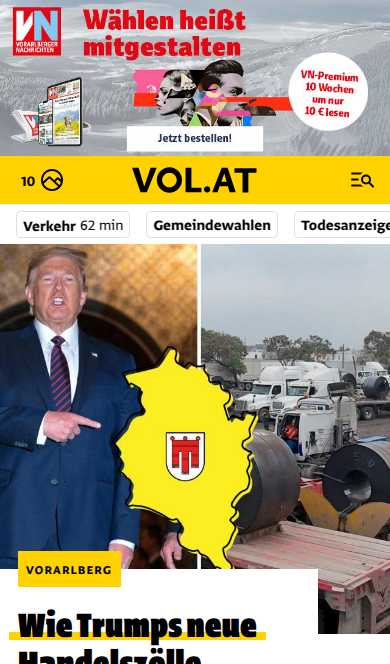 Wählen heißt
mitgestalten
VN
VORARLBERGER
NACHRICHTEN
VN-Premium
10 Wochen
um nur
10 € lesen
Jetzt bestellen!
10
VOL.AT
Verkehr 62 min
Gemeindewahlen
Todesanzeige
VORARLBERG
Wie Trumps neue
Handelszölle